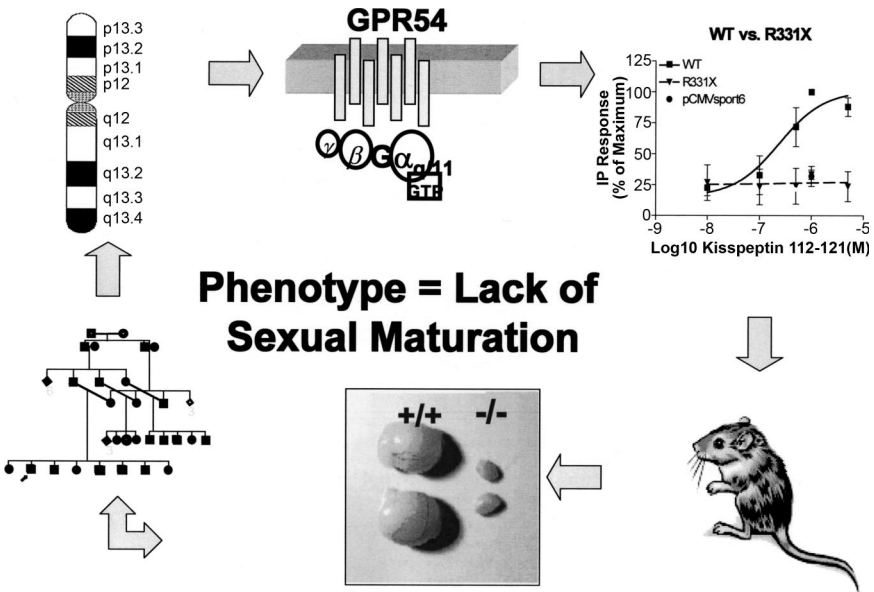 p13.3
p13.2
p13.1
p12
q12
q13.1
q13.2
q13.3
q13.4
GPR54
γ
β
G
α
q/11
GTP
WT vs. R331X
WT
R331X
pCMVsport6
IP Response
(% of Maximum)
125
100
75
50
25
0
-9
-8
-7
-6
-5
Log10 Kisspeptin 112-121(M)
Phenotype = Lack of
Sexual Maturation
+/+
-/-